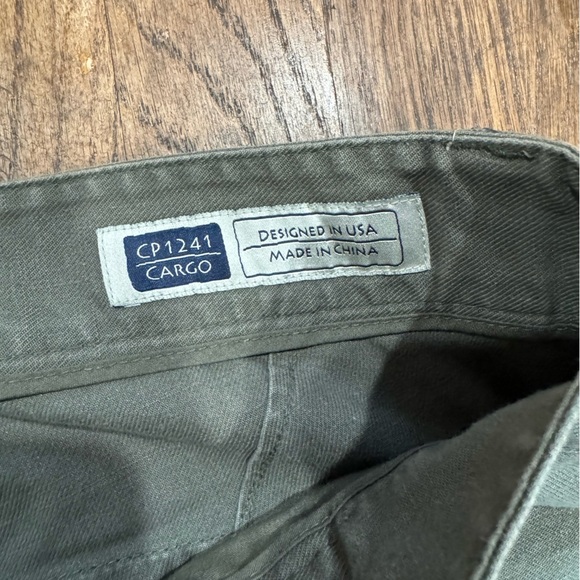 CP1241
CARGO
DESIGNED IN USA
MADE IN CHINA